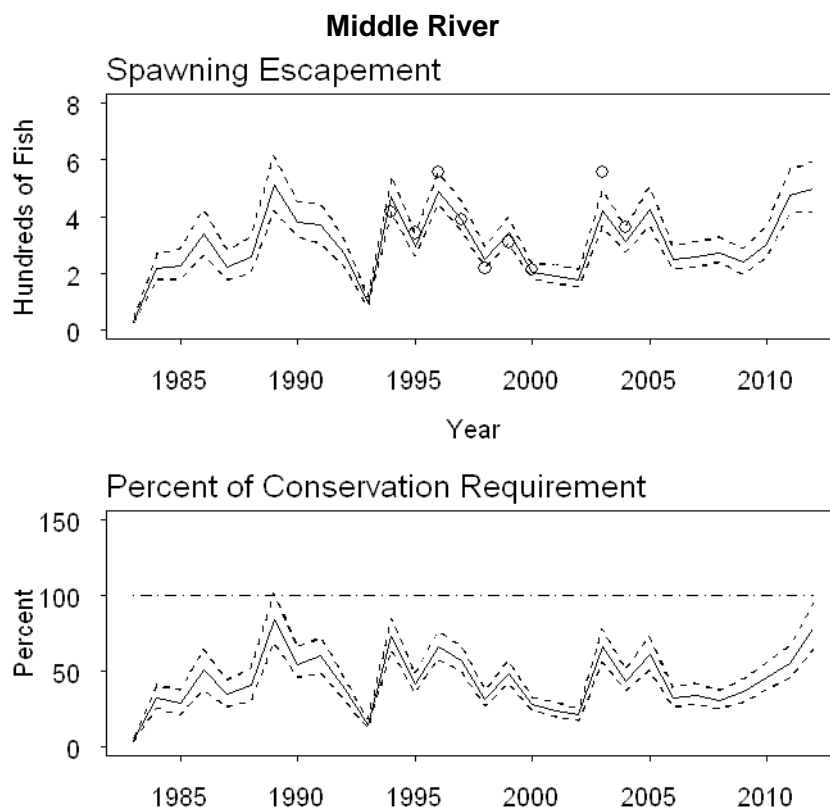 Middle River
Spawning Escapement
Hundreds of Fish
8
6
4
2
0
1985 1990 1995 2000 2005 2010
Year
Percent of Conservation Requirement
Percent
150
100
50
0
1985 1990 1995 2000 2005 2010